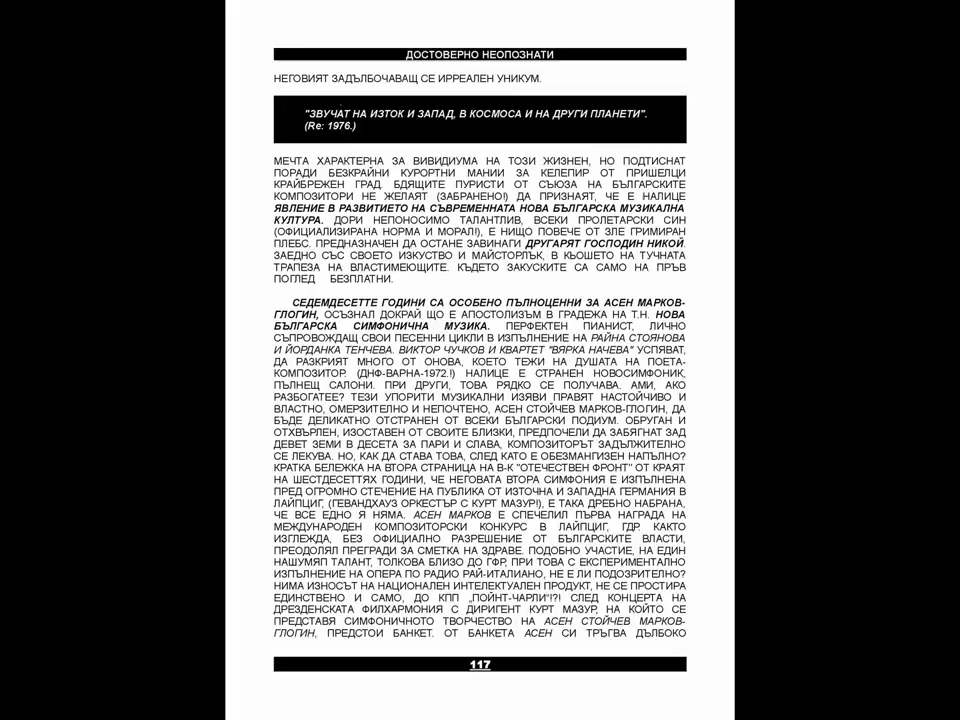 ДОСТОВЕРНО НЕОПОЗНАТИ
НЕГОВИЯТ ЗАДЪЛБОЧАВАЩ СЕ ИРРЕАЛЕН УНИКУМ.
"ЗВУЧАТ НА ИЗТОК И ЗАПАД, В КОСМОСА И НА ДРУГИ ПЛАНЕТИ".
(Re: 1976.)
МЕЧТА ХАРАКТЕРНА ЗА ВИВИДИУМА НА ТОЗИ ЖИЗНЕН, НО ПОДТИСНАТ
ПОРАДИ БЕЗКРАЙНИ КУРОРТНИ МАНИИ ЗА КЕЛЕПИР ОТ ПРИШЕЛЦИ
КРАЙБРЕЖЕН ГРАД. БДЯЩИТЕ ПУРИСТИ ОТ СЪЮЗА НА БЪЛГАРСКИТЕ
КОМПОЗИТОРИ НЕ ЖЕЛАЯТ (ЗАБРАНЕНО!) ДА ПРИЗНАЯТ, ЧЕ Е НАЛИЦЕ
ЯВЛЕНИЕ В РАЗВИТИЕТО НА СЪВРЕМЕННАТА НОВА БЪЛГАРСКА МУЗИКАЛНА
КУЛТУРА. ДОРИ НЕПОНОСИМО ТАЛАНТЛИВ, ВСЕКИ ПРОЛЕТАРСКИ СИН
(ОФИЦИАЛИЗИРАНА НОРМА И МОРАЛ!), Е НИЩО ПОВЕЧЕ ОТ ЗЛЕ ГРИМИРАН
ПЛЕБС. ПРЕДНАЗНАЧЕН ДА ОСТАНЕ ЗАВИНАГИ ДРУГАРЯТ ГОСПОДИН НИКОЙ.
ЗАЕДНО СЪС СВОЕТО ИЗКУСТВО И МАЙСТОРЛЪК, В КЬОШЕТО НА ТУЧНАТА
ТРАПЕЗА НА ВЛАСТИМЕЮЩИТЕ. КЪДЕТО ЗАКУСКИТЕ СА САМО НА ПРЪВ
ПОГЛЕД БЕЗПЛАТНИ.
СЕДЕМДЕСЕТТЕ ГОДИНИ СА ОСОБЕНО ПЪЛНОЦЕННИ ЗА АСЕН МАРКОВ-
ГЛОГИН, ОСЪЗНАЛ ДОКРАЙ ЩО Е АПОСТОЛИЗЪМ В ГРАДЕЖА НА Т.Н. НОВА
БЪЛГАРСКА СИМФОНИЧНА МУЗИКА. ПЕРФЕКТЕН ПИАНИСТ, ЛИЧНО
СЪПРОВОЖДАЩ СВОИ ПЕСЕННИ ЦИКЛИ В ИЗПЪЛНЕНИЕ НА РАЙНА СТОЯНОВА
И ЙОРДАНКА ТЕНЧЕВА. ВИКТОР ЧУЧКОВ И КВАРТЕТ "ВЯРКА НАЧЕВА" УСПЯВАТ,
ДА РАЗКРИЯТ МНОГО ОТ ОНОВА, КОЕТО ТЕЖИ НА ДУШАТА НА ПОЕТА-
КОМПОЗИТОР. (ДНФ-ВАРНА-1972.!) НАЛИЦЕ Е СТРАНЕН НОВОСИМФОНИК,
ПЪЛНЕЩ САЛОНИ. ПРИ ДРУГИ, ТОВА РЯДКО СЕ ПОЛУЧАВА. АМИ, АКО
РАЗБОГАТЕЕ? ТЕЗИ УПОРИТИ МУЗИКАЛНИ ИЗЯВИ ПРАВЯТ НАСТОЙЧИВО И
ВЛАСТНО, ОМЕРЗИТЕЛНО И НЕПОЧТЕНО, АСЕН СТОЙЧЕВ МАРКОВ-ГЛОГИН, ДА
БЪДЕ ДЕЛИКАТНО ОТСТРАНЕН ОТ ВСЕКИ БЪЛГАРСКИ ПОДИУМ. ОБРУГАН И
ОТХВЪРЛЕН, ИЗОСТАВЕН ОТ СВОИТЕ БЛИЗКИ, ПРЕДПОЧЕЛИ ДА ЗАБЯГНАТ ЗАД
ДЕВЕТ ЗЕМИ В ДЕСЕТА ЗА ПАРИ И СЛАВА, КОМПОЗИТОРЪТ ЗАДЪЛЖИТЕЛНО
СЕ ЛЕКУВА. НО, КАК ДА СТАВА ТОВА, СЛЕД КАТО Е ОБЕЗМАНГИЗЕН НАПЪЛНО?
КРАТКА БЕЛЕЖКА НА ВТОРА СТРАНИЦА НА В-К "ОТЕЧЕСТВЕН ФРОНТ" ОТ КРАЯТ
НА ШЕСТДЕСЕТТЯХ ГОДИНИ, ЧЕ НЕГОВАТА ВТОРА СИМФОНИЯ Е ИЗПЪЛНЕНА
ПРЕД ОГРОМНО СТЕЧЕНИЕ НА ПУБЛИКА ОТ ИЗТОЧНА И ЗАПАДНА ГЕРМАНИЯ В
ЛАЙПЦИГ, (ГЕВАНДХАУЗ ОРКЕСТЪР С КУРТ МАЗУР!), Е ТАКА ДРЕБНО НАБРАНА,
ЧЕ ВСЕ ЕДНО Я НЯМА. АСЕН МАРКОВ Е СПЕЧЕЛИЛ ПЪРВА НАГРАДА НА
МЕЖДУНАРОДЕН КОМПОЗИТОРСКИ КОНКУРС В ЛАЙПЦИГ, ГДР. КАКТО
ИЗГЛЕЖДА, БЕЗ ОФИЦИАЛНО РАЗРЕШЕНИЕ ОТ БЪЛГАРСКИТЕ ВЛАСТИ,
ПРЕОДОЛЯЛ ПРЕГРАДИ ЗА СМЕТКА НА ЗДРАВЕ. ПОДОБНО УЧАСТИЕ, НА ЕДИН
НАШУМЯЛ ТАЛАНТ, ТОЛКОВА БЛИЗО ДО ГФР, ПРИ ТОВА С ЕКСПЕРИМЕНТАЛНО
ИЗПЪЛНЕНИЕ НА ОПЕРА ПО РАДИО РАЙ-ИТАЛИАНО, НЕ Е ЛИ ПОДОЗРИТЕЛНО?
НИМА ИЗНОСЪТ НА НАЦИОНАЛЕН ИНТЕЛЕКТУАЛЕН ПРОДУКТ, НЕ СЕ ПРОСТИРА
ЕДИНСТВЕНО И САМО, ДО КПП „ПОЙНТ-ЧАРЛИ"!?! СЛЕД КОНЦЕРТА НА
ДРЕЗДЕНСКАТА ФИЛХАРМОНИЯ С ДИРИГЕНТ КУРТ МАЗУР, НА КОЙТО СЕ
ПРЕДСТАВЯ СИМФОНИЧНОТО ТВОРЧЕСТВО НА АСЕН СТОЙЧЕВ МАРКОВ-
ГЛОГИН, ПРЕДСТОИ БАНКЕТ. ОТ БАНКЕТА АСЕН СИ ТРЪГВА ДЪЛБОКО
117